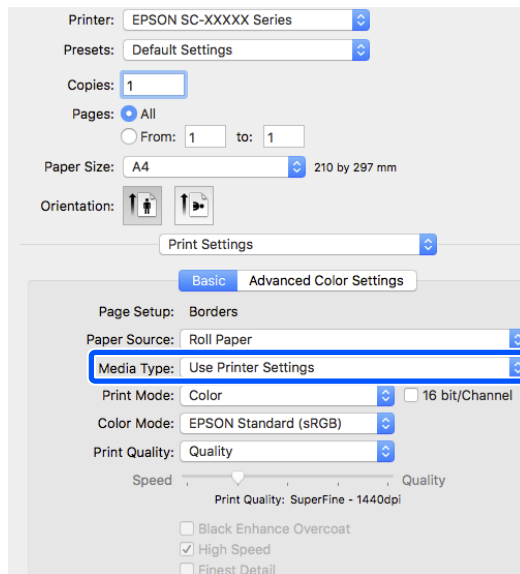 Printer: EPSON SC-XXXXX Series
Presets: Default Settings
Copies: 1
Pages: All
From: 1 to: 1
Paper Size: A4 210 by 297 mm
Orientation:
Print Settings
Basic Advanced Color Settings
Page Setup: Borders
Paper Source: Roll Paper
Media Type: Use Printer Settings
Print Mode: Color 16 bit/Channel
Color Mode: EPSON Standard (sRGB)
Print Quality: Quality
Speed Quality
Print Quality: SuperFine - 1440dpi
Black Enhance Overcoat
High Speed
Finest Detail